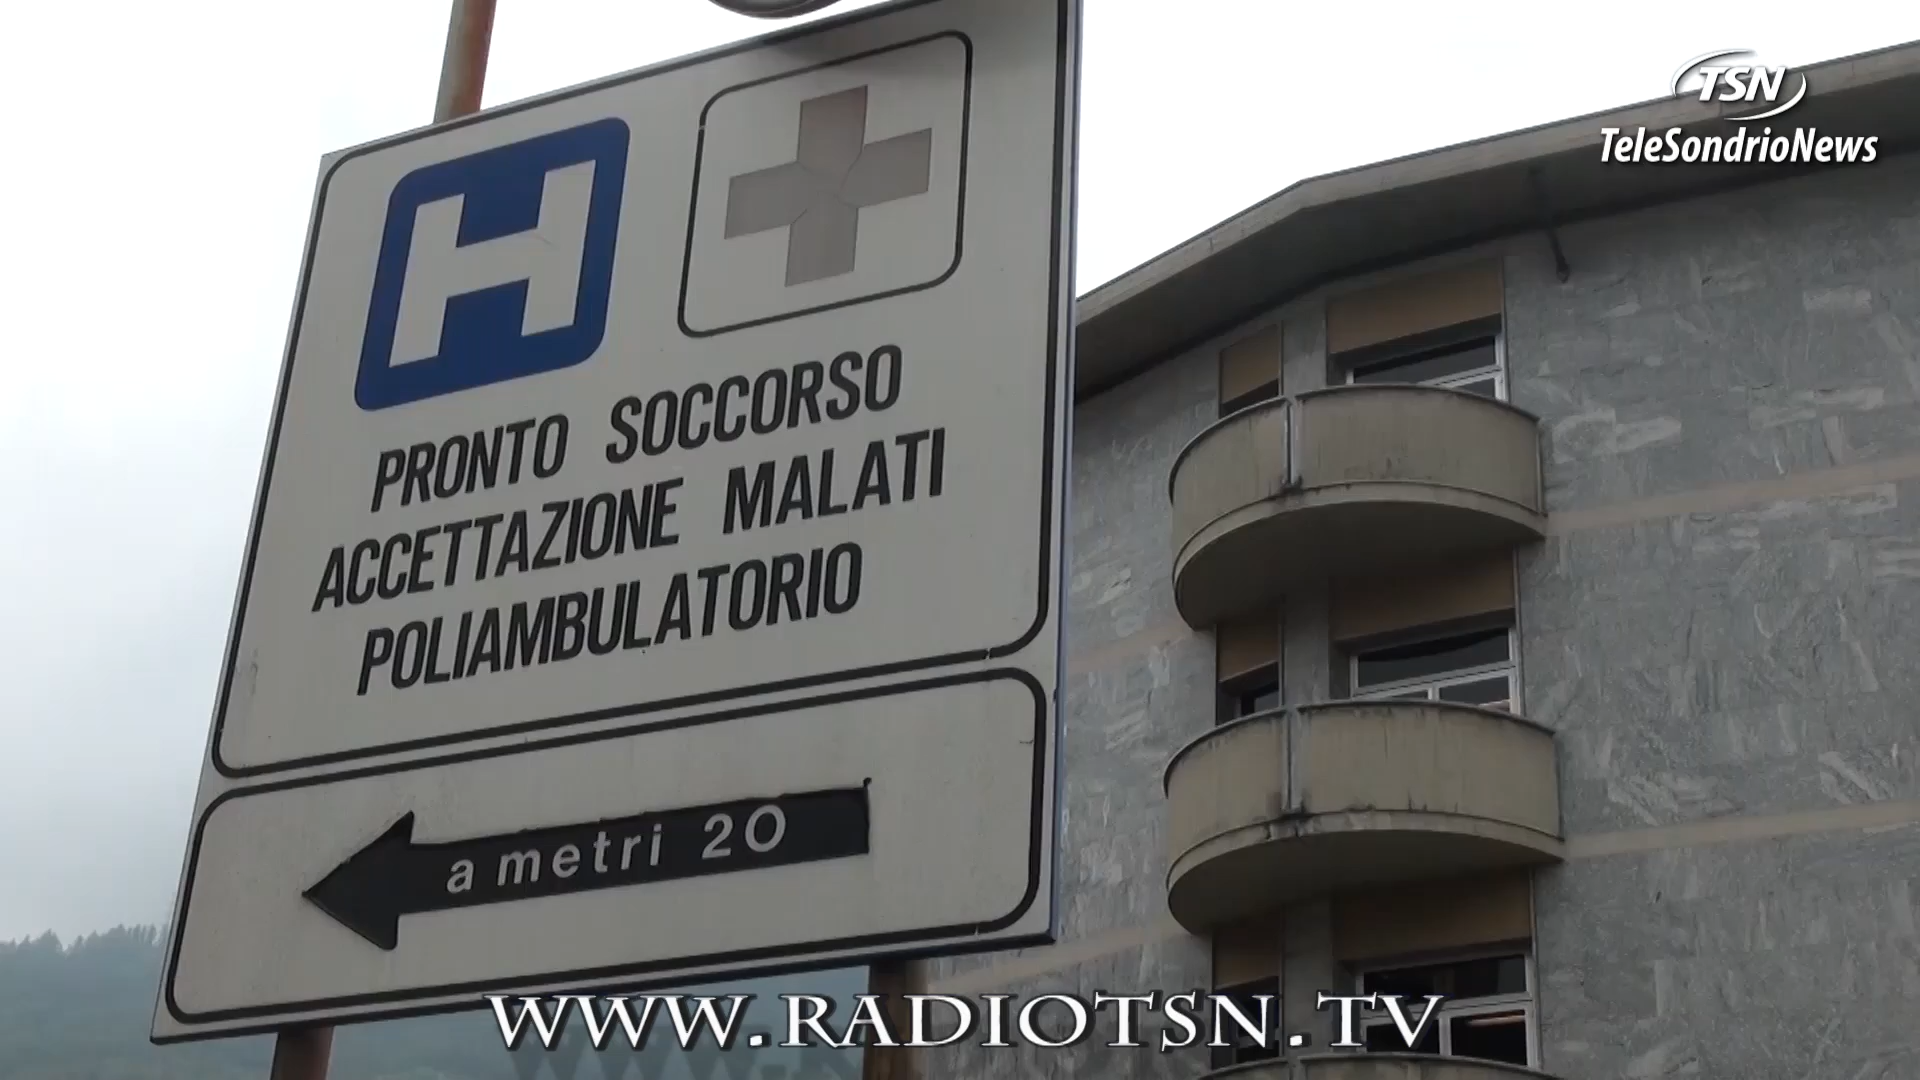 TSN
TeleSondrioNews
H
PRONTO SOCCORSO
ACCETTAZIONE MALATI
POLIAMBULATORIO
a metri 20
WWW.RADIOTSN.TV